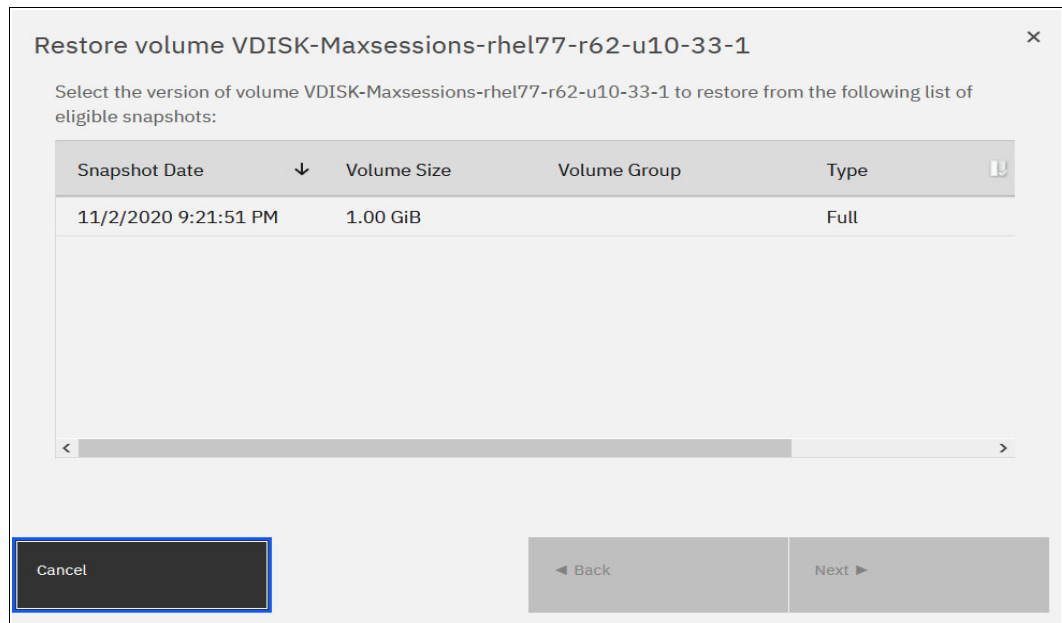 Restore volume VDISK-Maxsessions-rhel77-r62-u10-33-1
Select the version of volume VDISK-Maxsessions-rhel77-r62-u10-33-1 to restore from the following list of
eligible snapshots:
Snapshot Date Volume Size Volume Group Type
11/2/2020 9:21:51 PM 1.00 GiB Full
Cancel Back Next